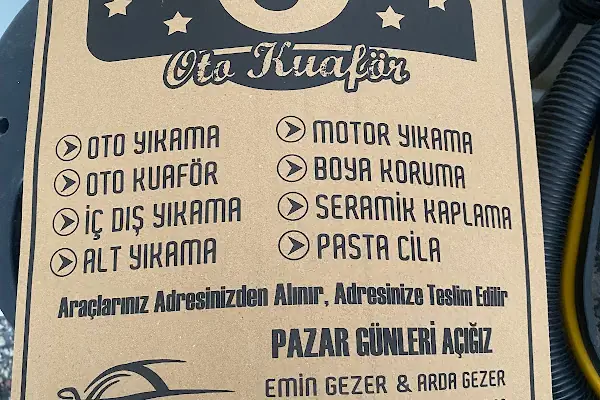 Oto Kuaför
OTO YIKAMA
OTO KUAFÖR
İÇ DIŞ YIKAMA
ALT YIKAMA
MOTOR YIKAMA
BOYA KORUMA
SERAMİK KAPLAMA
PASTA CİLA
Araçlarınız Adresinizden Alınır, Adresinize Teslim Edilir
PAZAR GÜNLERİ AÇIĞIZ
EMİN GEZER & ARDA GEZER